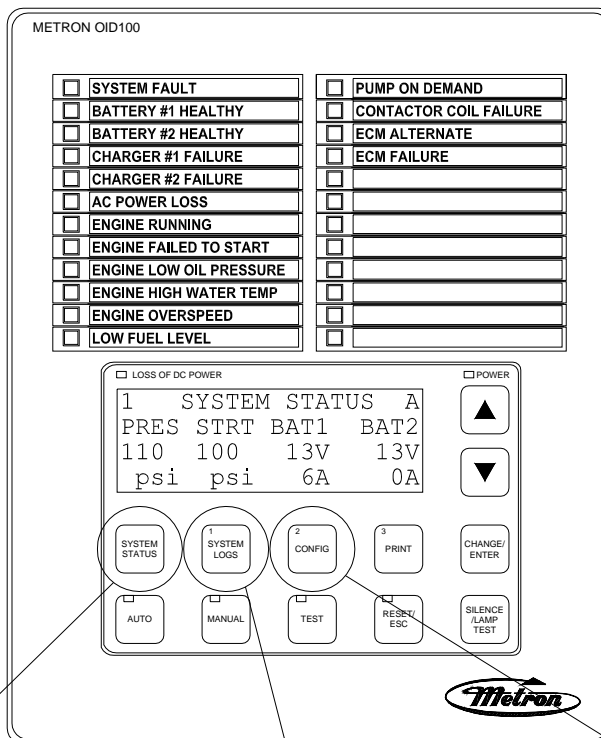 METRON OID100
SYSTEM FAULT
BATTERY #1 HEALTHY
BATTERY #2 HEALTHY
CHARGER #1 FAILURE
CHARGER #2 FAILURE
AC POWER LOSS
ENGINE RUNNING
ENGINE FAILED TO START
ENGINE LOW OIL PRESSURE
ENGINE HIGH WATER TEMP
ENGINE OVERSPEED
LOW FUEL LEVEL
PUMP ON DEMAND
CONTACTOR COIL FAILURE
ECM ALTERNATE
ECM FAILURE
LOSS OF DC POWER
POWER
1 SYSTEM STATUS A
PRES STRT BAT1 BAT2
110 100 13V 13V
psi psi 6A 0A
SYSTEM
STATUS
1
SYSTEM
LOGS
2
CONFIG
3
PRINT
CHANGE/
ENTER
AUTO
MANUAL
TEST
RESET/
ESC
SILENCE
/LAMP
TEST
Metron